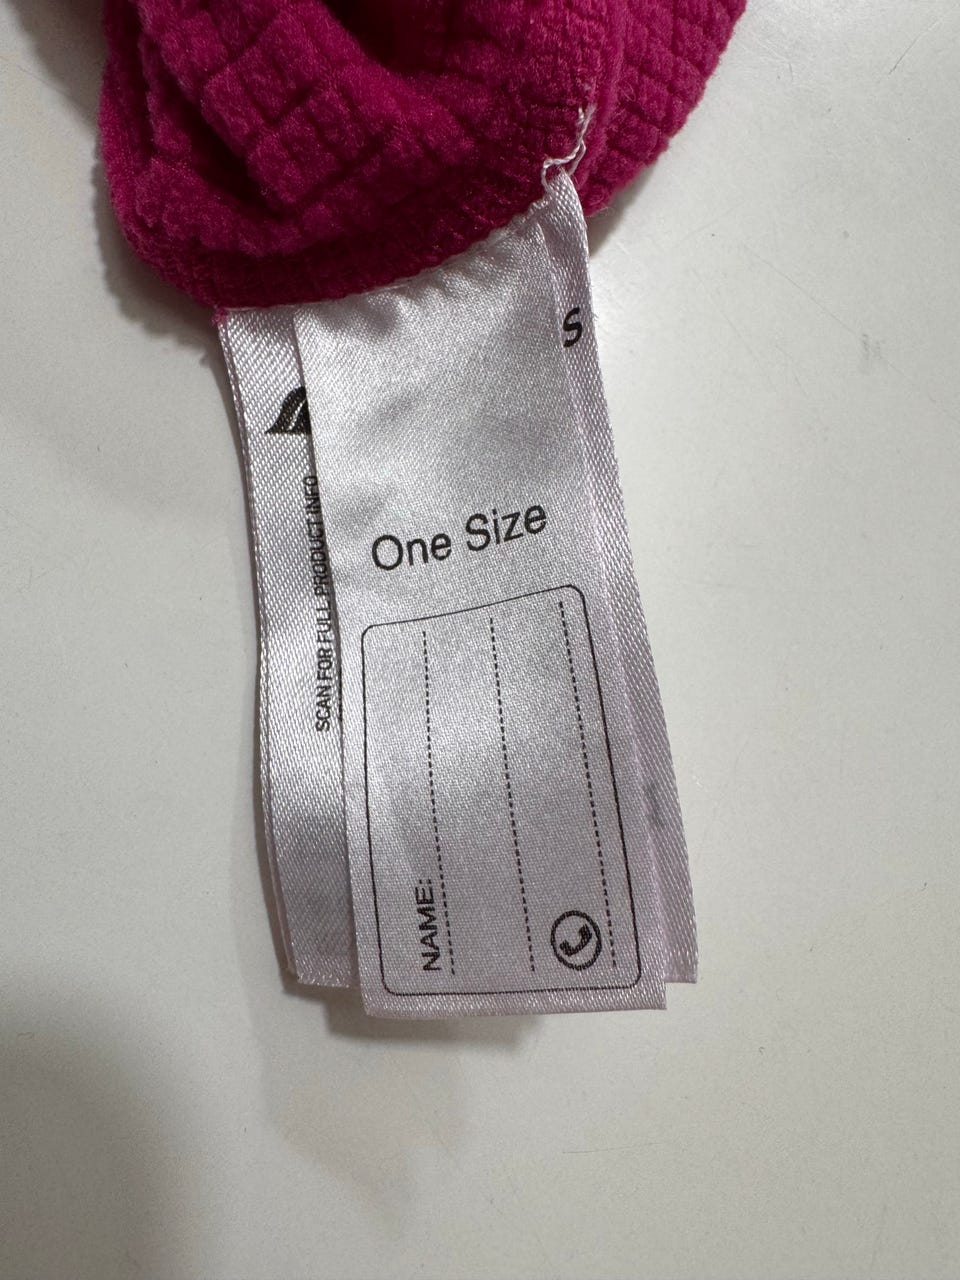 s
One Size
SCAN FOR FULL PRODUCT INFO
NAME: